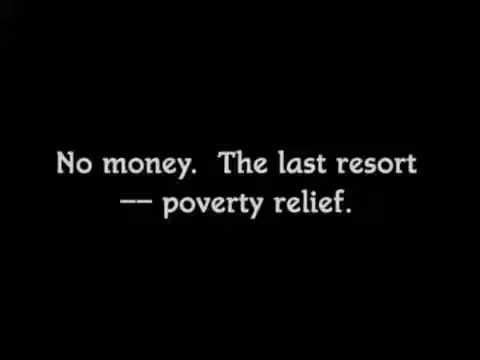 No money.  The last resort
–– poverty relief.